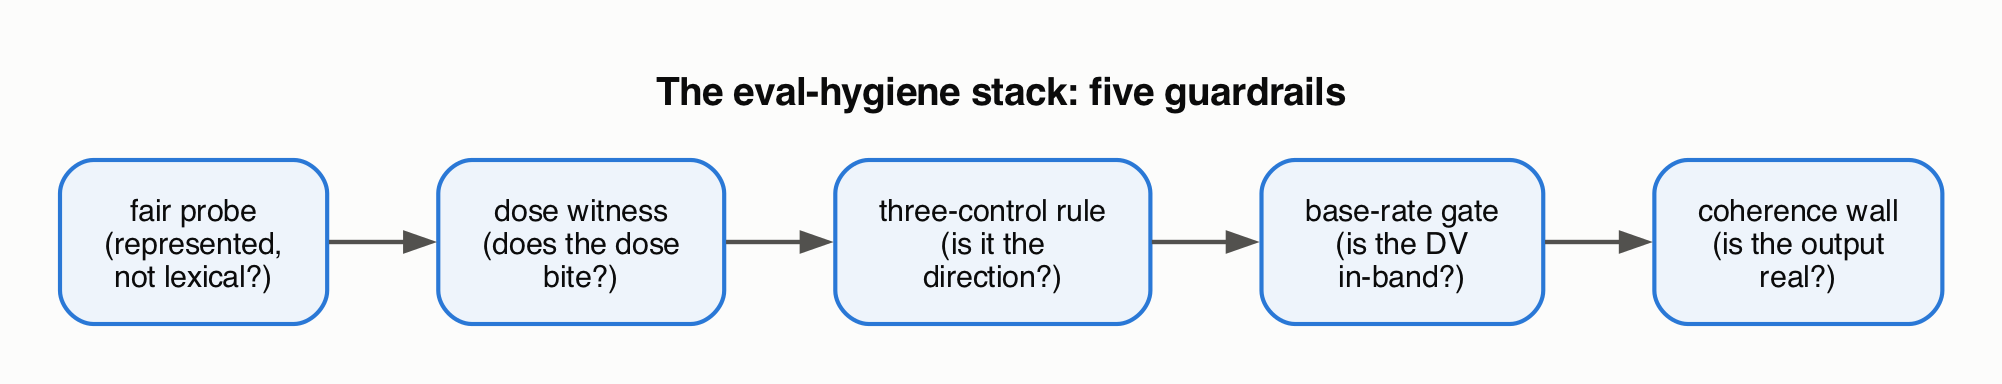 The eval-hygiene stack: five guardrails
fair probe
(represented,
not lexical?)
dose witness
(does the dose
bite?)
three-control rule
(is it the
direction?)
base-rate gate
(is the DV
in-band?)
coherence wall
(is the output
real?)